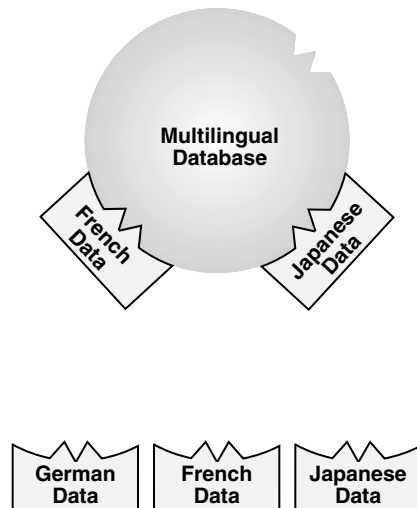 Multilingual
Database
French
Data
Japanese
Data
German
Data
French
Data
Japanese
Data